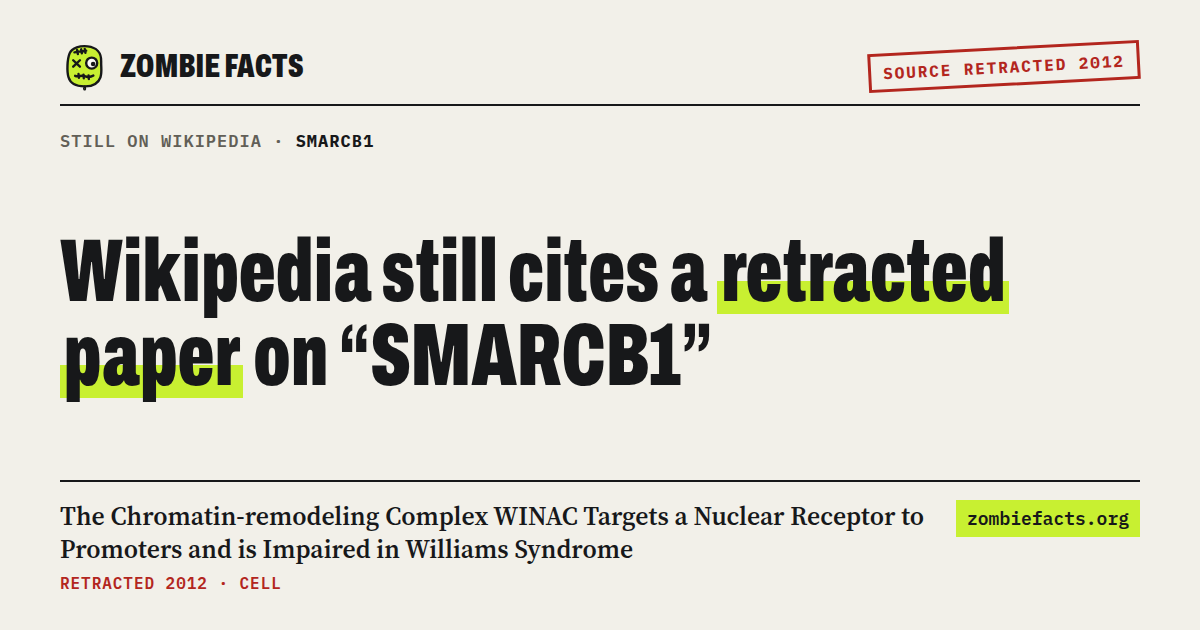 ZOMBIE FACTS
SOURCE RETRACTED 2012
STILL ON WIKIPEDIA · SMARCB1
Wikipedia still cites a retracted
paper on “SMARCB1”
The Chromatin-remodeling Complex WINAC Targets a Nuclear Receptor to
Promoters and is Impaired in Williams Syndrome
zombiefacts.org
RETRACTED 2012 · CELL